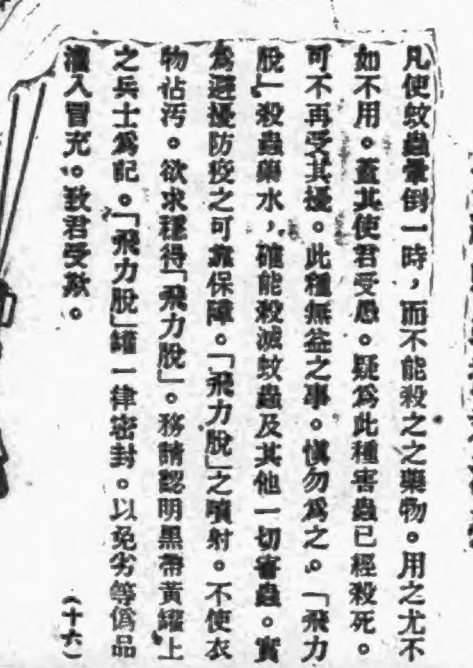 凡使蚊蟲暈倒一時，而不能殺之之藥物。用之尤不
如不用。蓋其使君受愚。疑為此種害蟲已經殺死。
可不再受其擾。此種無益之事。愼勿為之。「飛力
脫」殺蟲藥水，確能殺滅蚊蟲及其他一切害蟲。實
為避擾防疫之可靠保障。「飛力脫」之噴射。不使衣
物沾污。欲求穩得「飛力脫」。務請認明黑帶黃罐上
之兵士為記。「飛力脫」罐一律密封。以免劣等僞品
攙入冒充。致君受欺。
（十六）